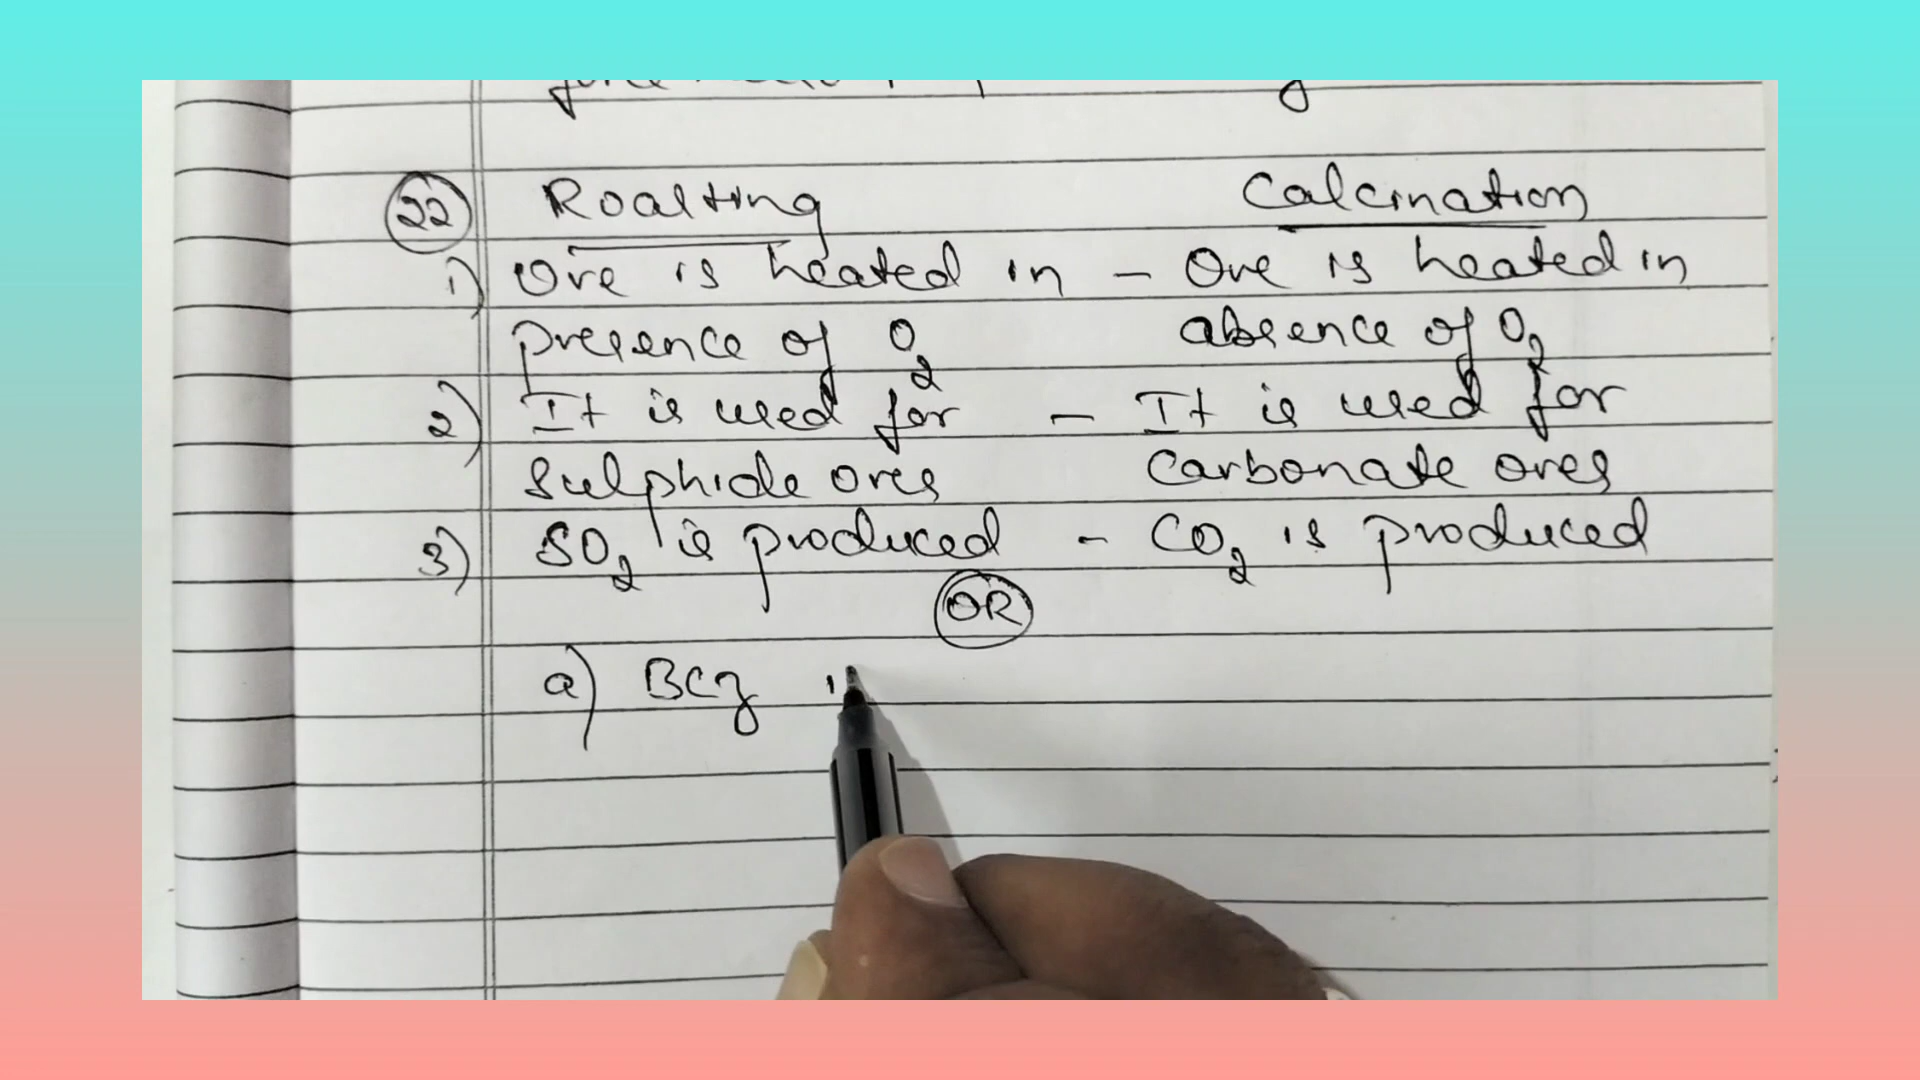 22 Roasting Calcination
1) Ore is heated in - Ore is heated in
presence of O2 absence of O2
2) It is used for - It is used for
Sulphide ores Carbonate ores
3) SO2 is produced - CO2 is produced
OR
a) Bcz